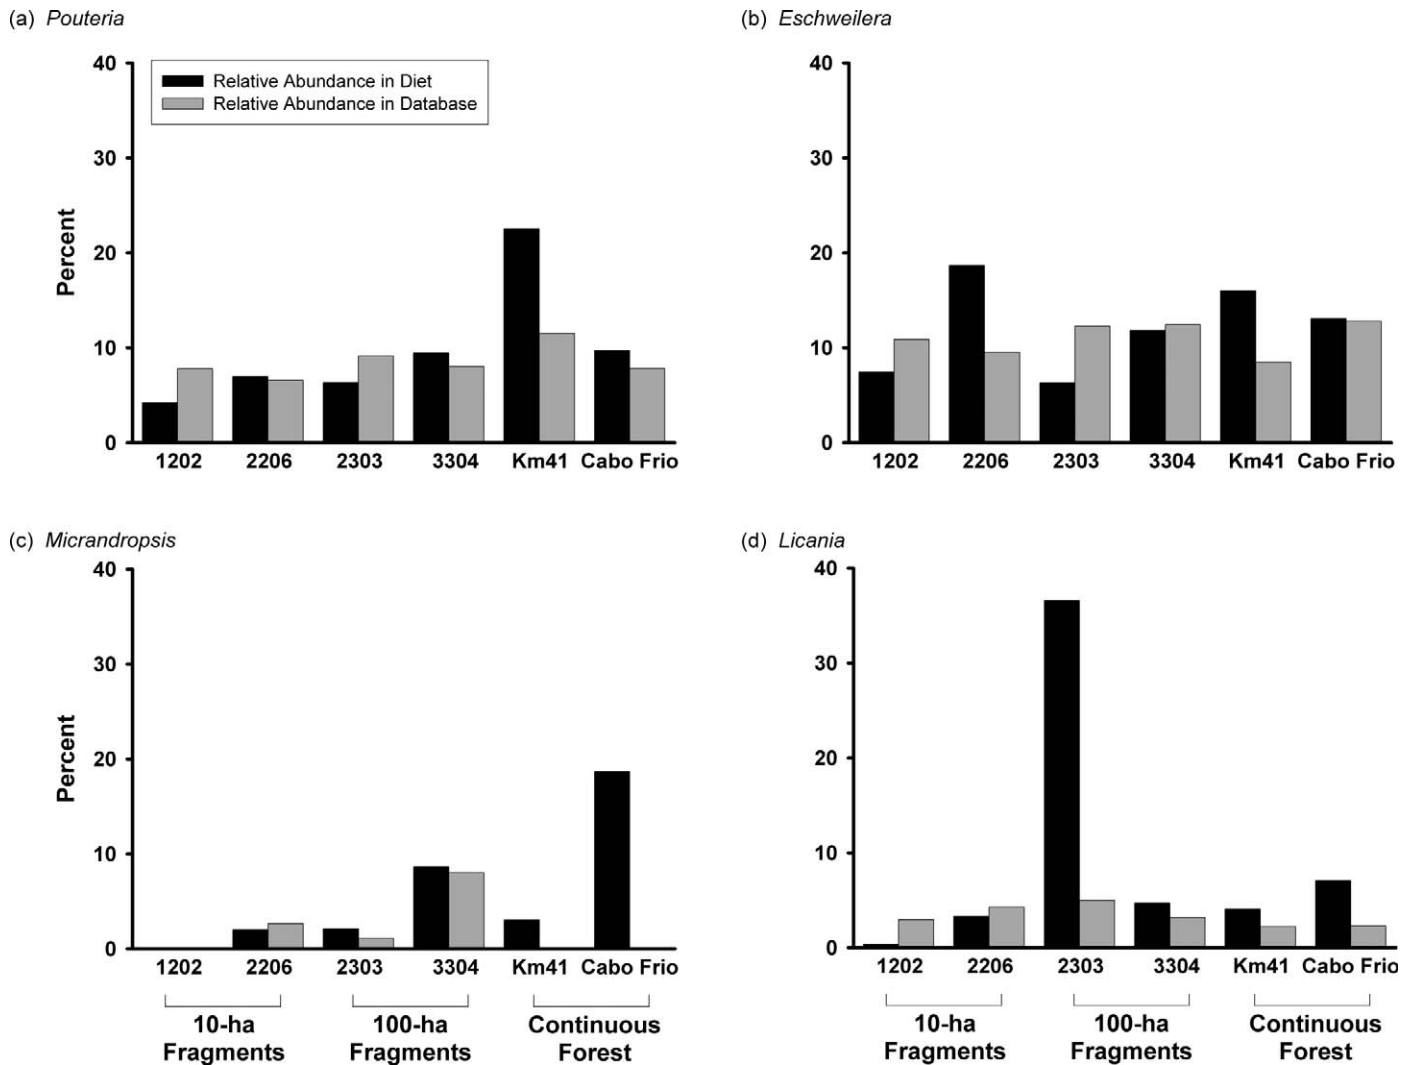 (a) Pouteria
40
30
20
10
0
Percent
Relative Abundance in Diet
Relative Abundance in Database
1202 2206 2303 3304 Km41 Cabo Frio
(b) Eschweilera
40
30
20
10
0
1202 2206 2303 3304 Km41 Cabo Frio
(c) Micrandropsis
40
30
20
10
0
Percent
1202 2206 2303 3304 Km41 Cabo Frio
10-ha 100-ha Continuous
Fragments Fragments Forest
(d) Licania
40
30
20
10
0
1202 2206 2303 3304 Km41 Cabo Frio
10-ha 100-ha Continuous
Fragments Fragments Forest